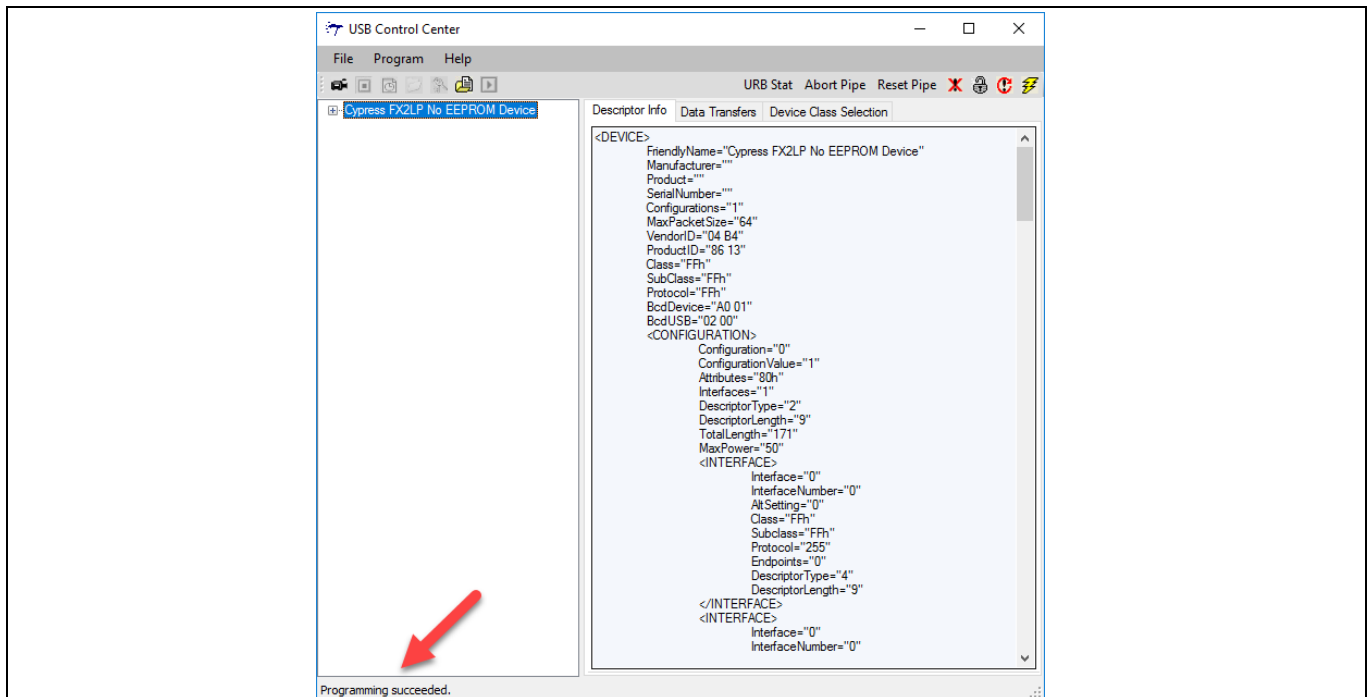 USB Control Center
File Program Help
URB Stat Abort Pipe Reset Pipe
Cypress FX2LP No EEPROM Device
Descriptor Info Data Transfers Device Class Selection
<DEVICE>
FriendlyName="Cypress FX2LP No EEPROM Device"
Manufacturer=""
Product=""
SerialNumber=""
Configurations="1"
MaxPacketSize="64"
VendorID="04 B4"
ProductID="86 13"
Class="FFh"
SubClass="FFh"
Protocol="FFh"
BcdDevice="A0 01"
BcdUSB="02 00"
<CONFIGURATION>
Configuration="0"
ConfigurationValue="1"
Attributes="80h"
Interfaces="1"
DescriptorType="2"
DescriptorLength="9"
TotalLength="171"
MaxPower="50"
<INTERFACE>
Interface="0"
InterfaceNumber="0"
AltSetting="0"
Class="FFh"
Subclass="FFh"
Protocol="255"
Endpoints="0"
DescriptorType="4"
DescriptorLength="9"
</INTERFACE>
<INTERFACE>
Interface="0"
InterfaceNumber="0"
Programming succeeded.